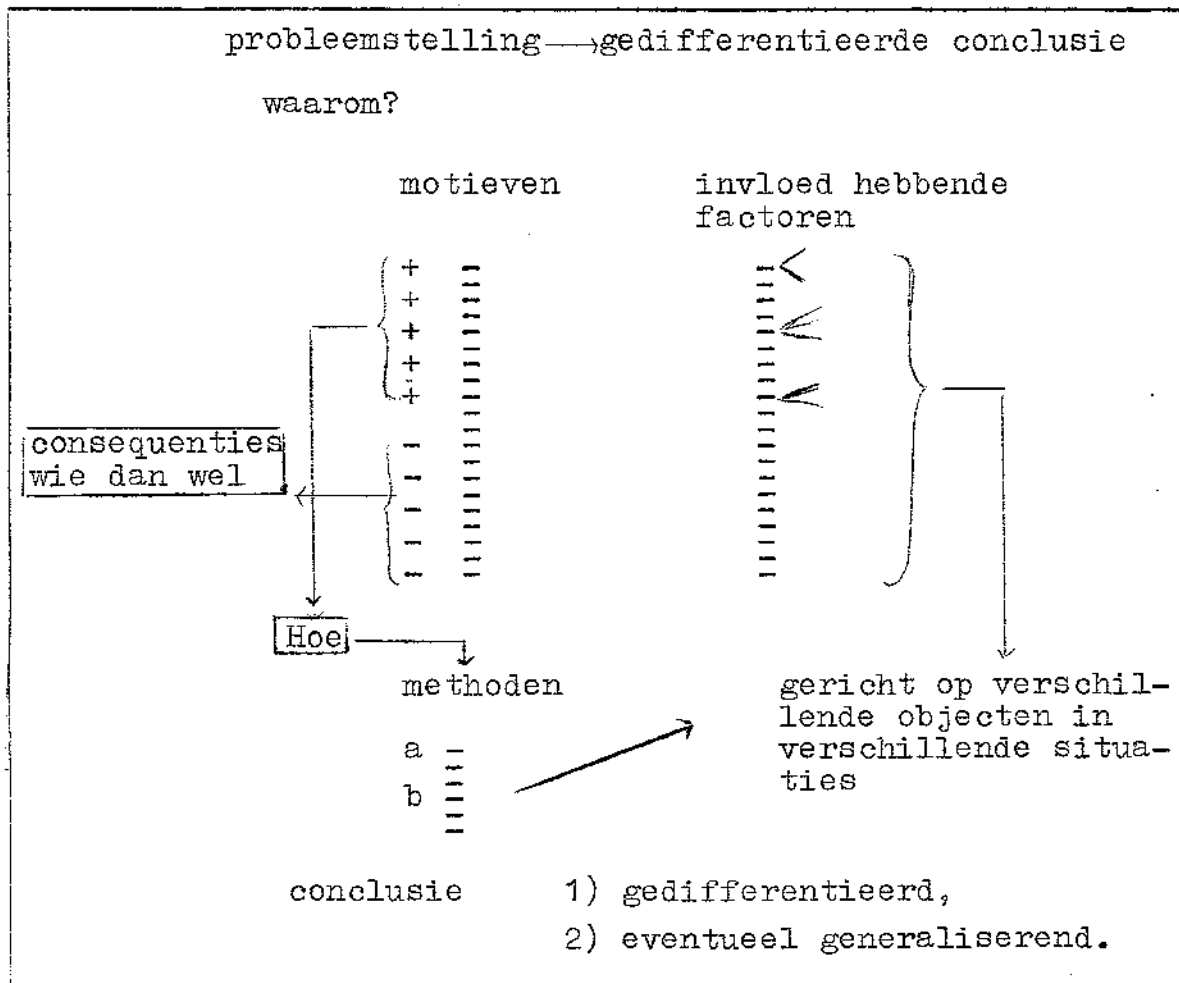 probleemstelling→gedifferentieerde conclusie
waarom?
motieven
invloed hebbende
factoren
+
+
+
+
+
-
-
-
-
-
consequenties
wie dan wel
Hoe
methoden
a -
b -
gericht op verschil-
lende objecten in
verschillende situa-
ties
conclusie 1) gedifferentieerd,
2) eventueel generaliserend.